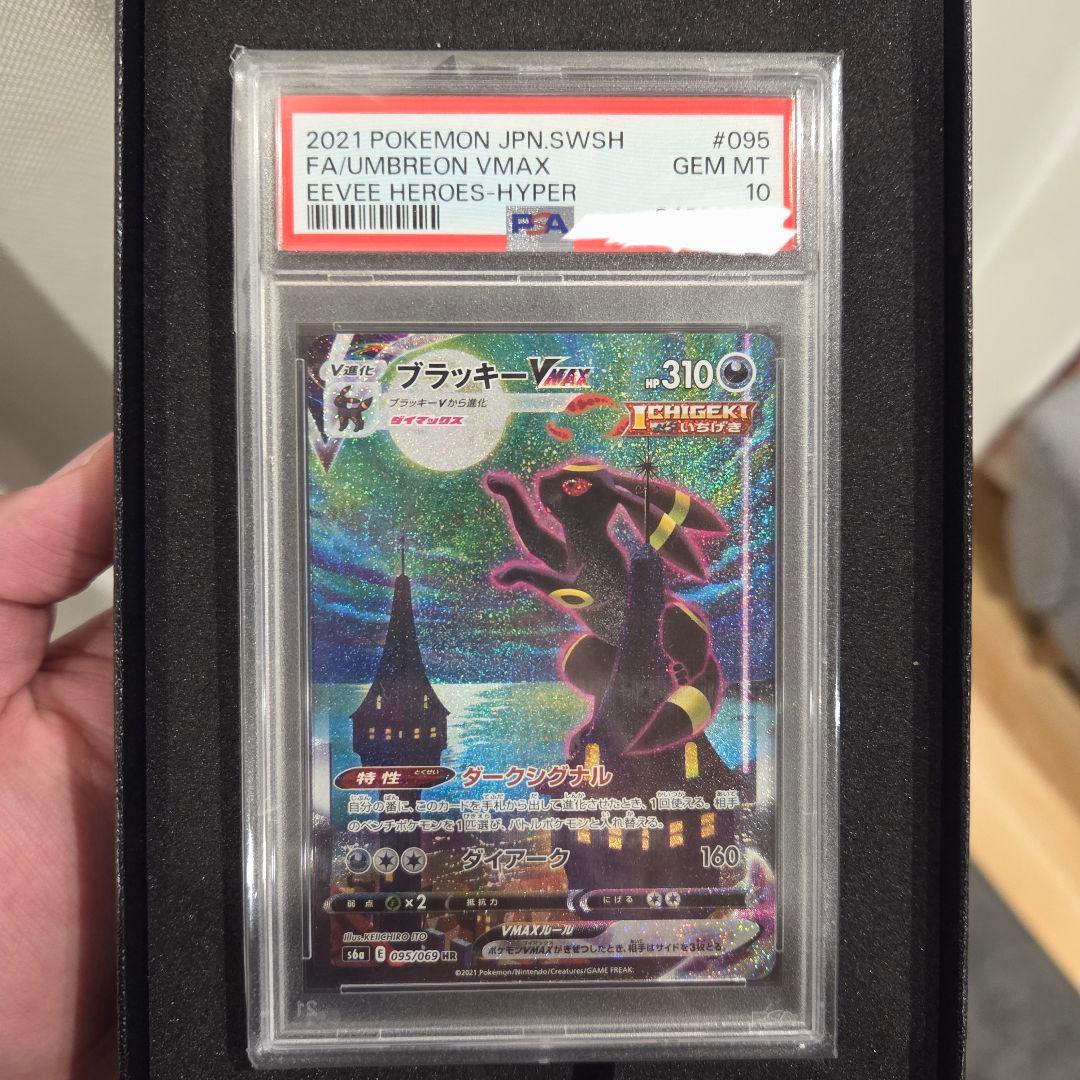 2021 POKEMON JPN.SWSH #095
FA/UMBREON VMAX GEM MT
EEVEE HEROES-HYPER 10
PSA
V進化 ブラッキーVMAX HP 310
ブラッキーVから進化
ダイマックス
ICHIGEKI
いちげき
特性 とくせい ダークシグナル
自分の番に、このカードを手札から出して進化させたとき、1回使える。相手
のベンチポケモンを1匹選び、バトルポケモンと入れ替える。
ダイアーク 160
弱点 ×2 抵抗力 にげる
VMAXルール
ポケモンVMAXがきぜつしたとき、相手はサイドを3枚とる。
Illus. KEIICHIRO ITO
s6a E 095/069 HR
©2021 Pokémon/Nintendo/Creatures/GAME FREAK.